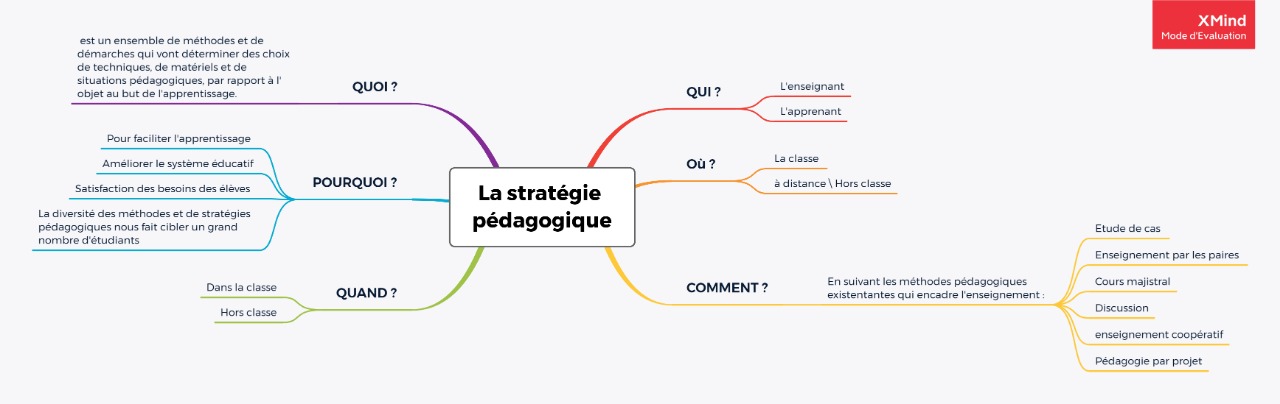 XMind
Mode d'Evaluation
La stratégie
pédagogique
QUOI ?
est un ensemble de méthodes et de
démarches qui vont déterminer des choix
de techniques, de matériels et de
situations pédagogiques, par rapport à l'
objet au but de l'apprentissage.
POURQUOI ?
Pour faciliter l'apprentissage
Améliorer le système éducatif
Satisfaction des besoins des élèves
La diversité des méthodes et de stratégies
pédagogiques nous fait cibler un grand
nombre d'étudiants
QUAND ?
Dans la classe
Hors classe
QUI ?
L'enseignant
L'apprenant
Où ?
La classe
à distance \ Hors classe
COMMENT ?
En suivant les méthodes pédagogiques
existentantes qui encadre l'enseignement :
Etude de cas
Enseignement par les paires
Cours majistral
Discussion
enseignement coopératif
Pédagogie par projet